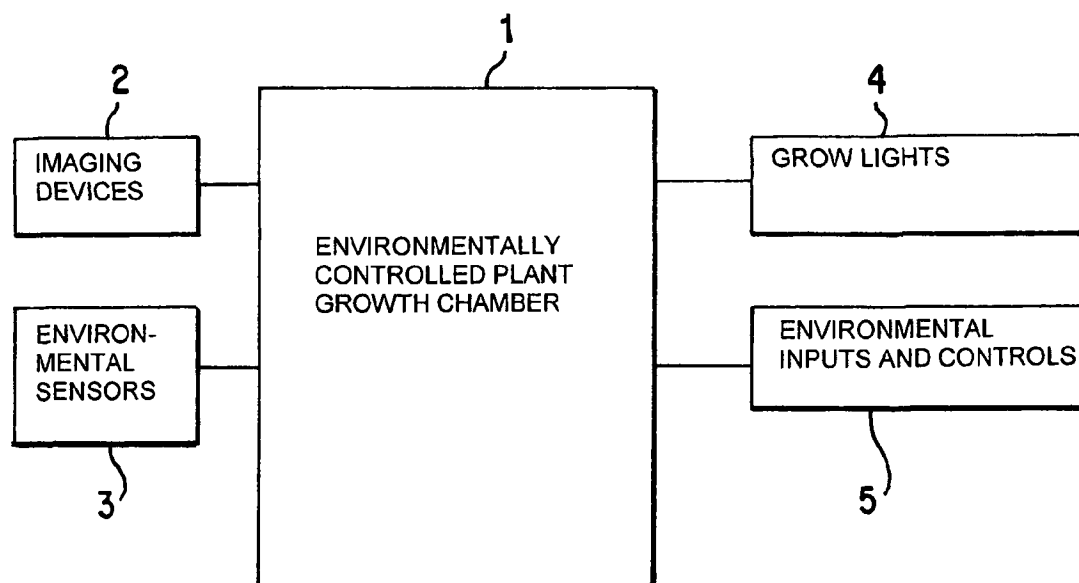 1
2
IMAGING
DEVICES
4
GROW LIGHTS
ENVIRONMENTALLY
CONTROLLED PLANT
GROWTH CHAMBER
ENVIRON-
MENTAL
SENSORS
3
ENVIRONMENTAL
INPUTS AND CONTROLS
5